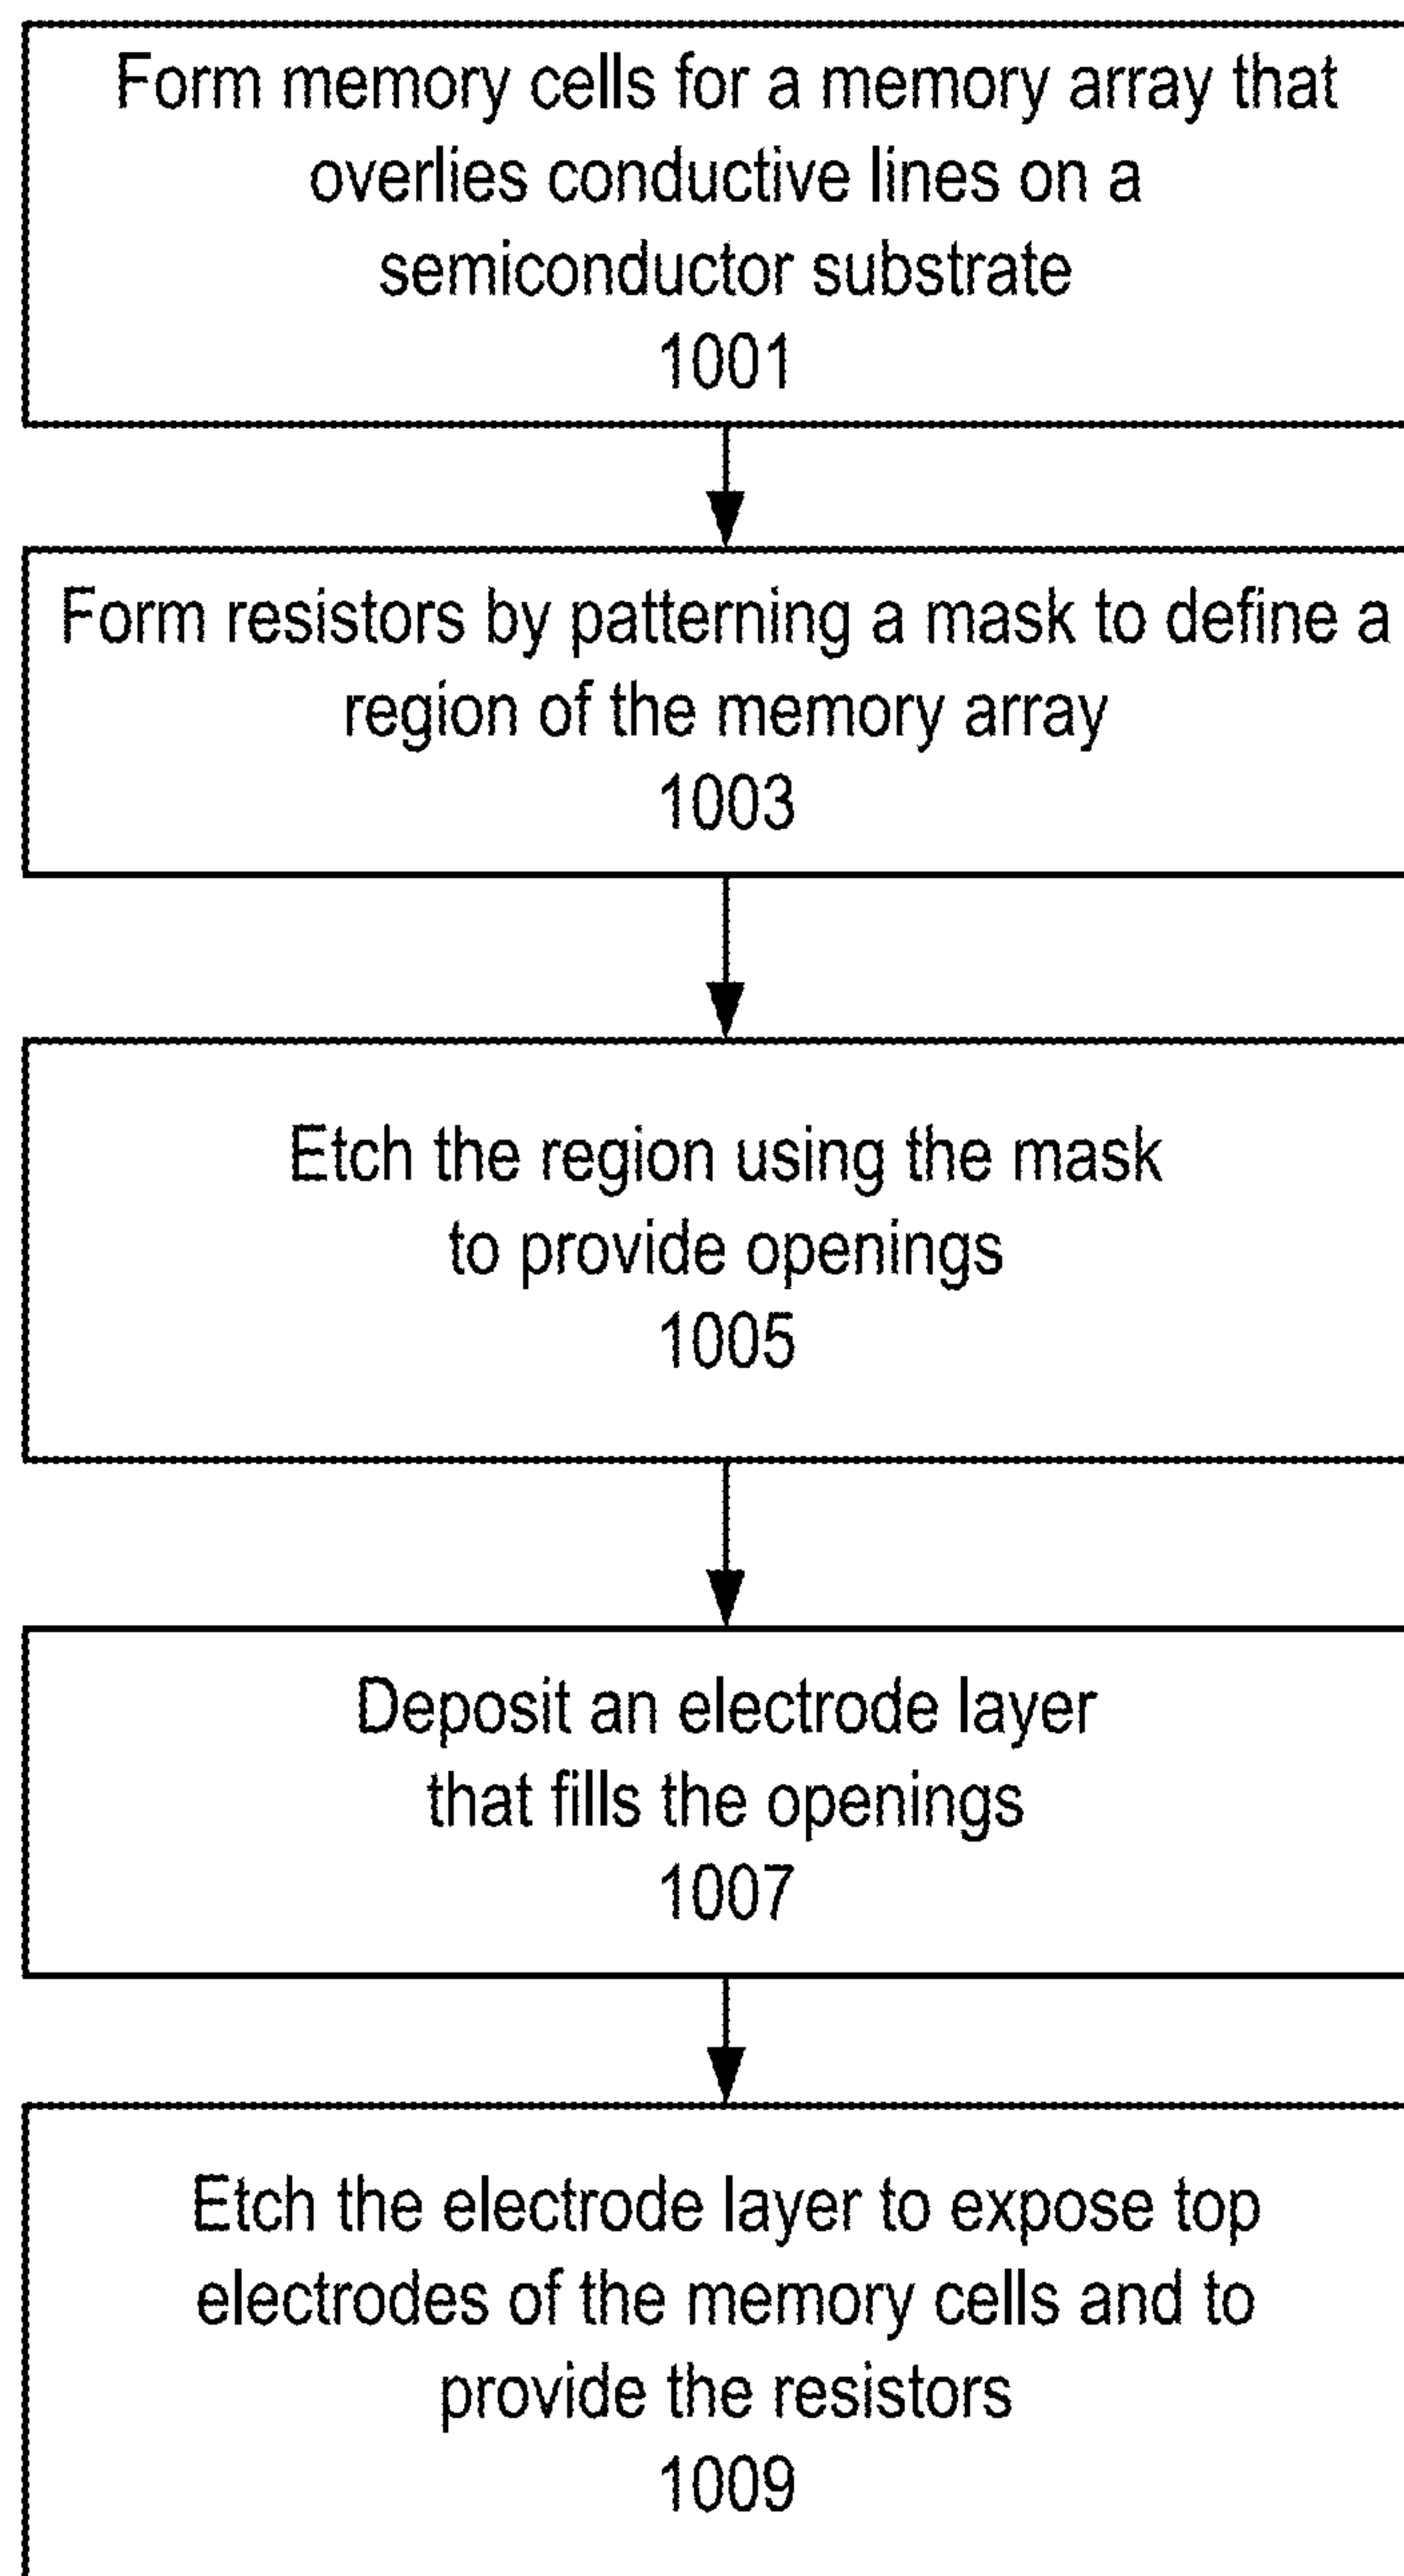 Form memory cells for a memory array that
overlies conductive lines on a
semiconductor substrate
1001
Form resistors by patterning a mask to define a
region of the memory array
1003
Etch the region using the mask
to provide openings
1005
Deposit an electrode layer
that fills the openings
1007
Etch the electrode layer to expose top
electrodes of the memory cells and to
provide the resistors
1009